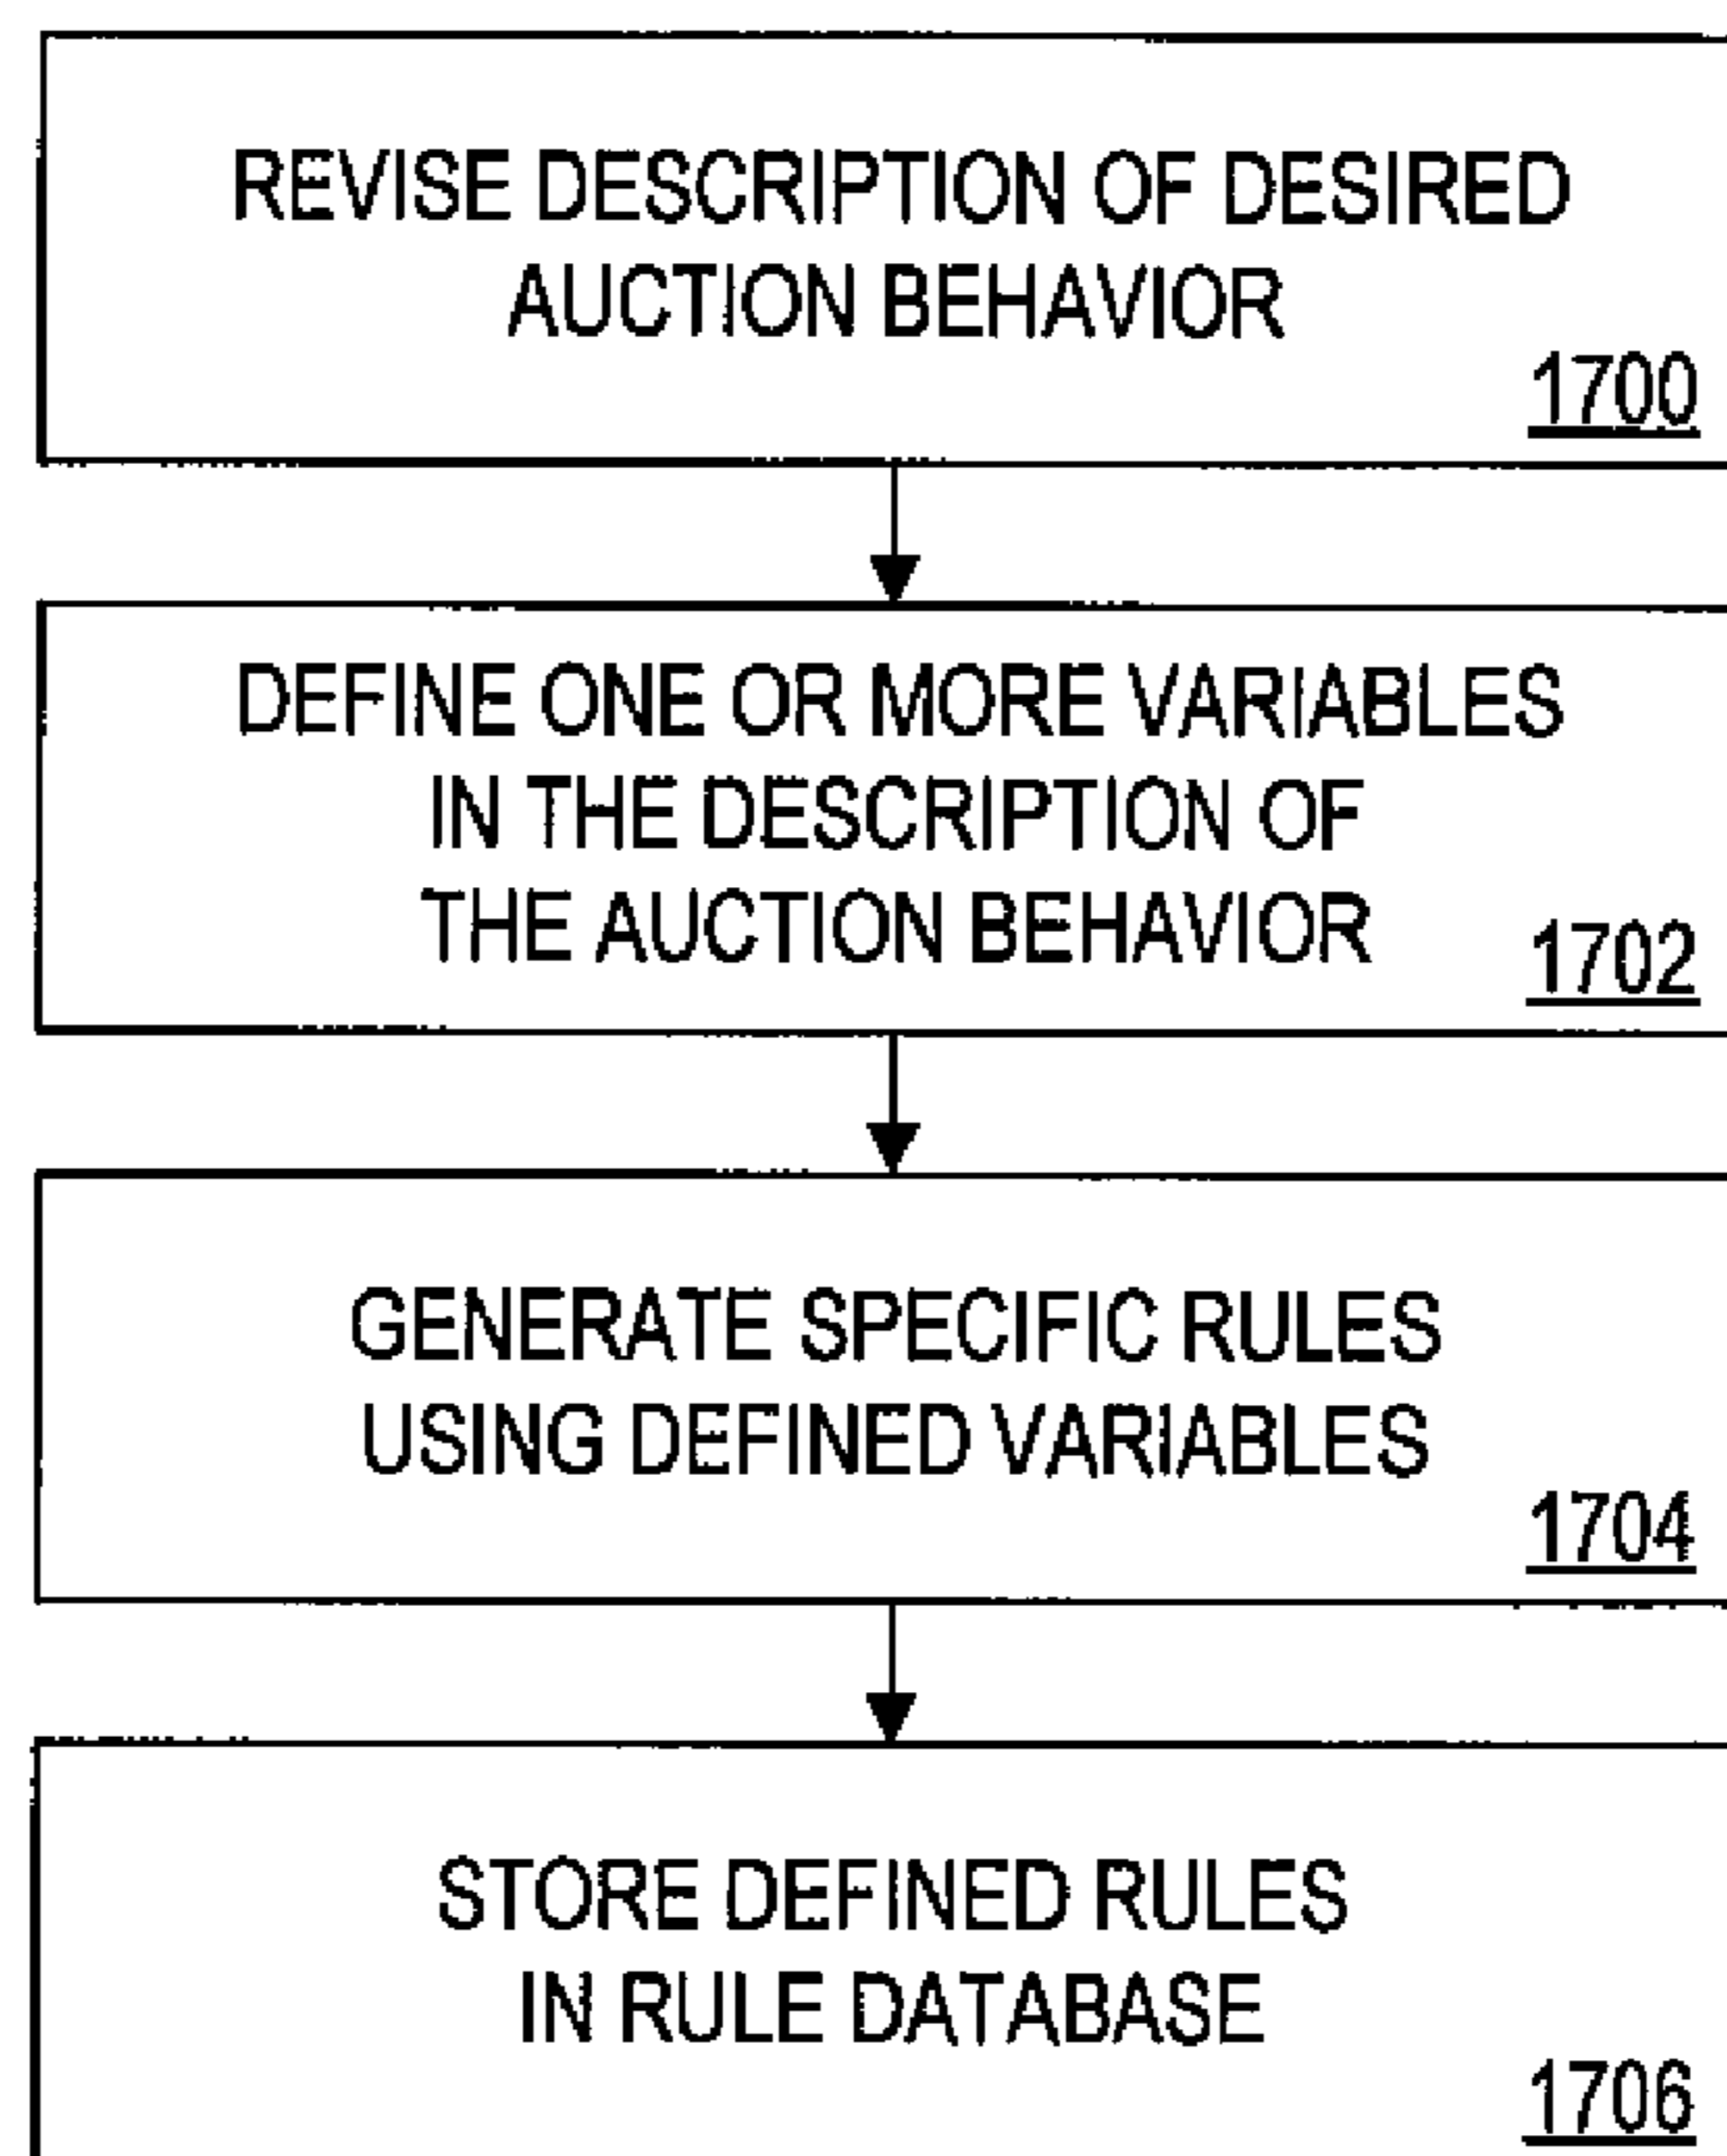 REVISE DESCRIPTION OF DESIRED
AUCTION BEHAVIOR
1700
DEFINE ONE OR MORE VARIABLES
IN THE DESCRIPTION OF
THE AUCTION BEHAVIOR
1702
GENERATE SPECIFIC RULES
USING DEFINED VARIABLES
1704
STORE DEFINED RULES
IN RULE DATABASE
1706